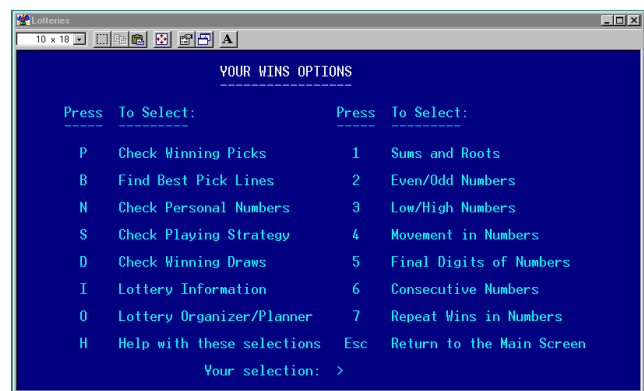 Lotteries
10 x 18 A
YOUR WINS OPTIONS
Press To Select: Press To Select:
P Check Winning Picks 1 Sums and Roots
B Find Best Pick Lines 2 Even/Odd Numbers
N Check Personal Numbers 3 Low/High Numbers
S Check Playing Strategy 4 Movement in Numbers
D Check Winning Draws 5 Final Digits of Numbers
I Lottery Information 6 Consecutive Numbers
O Lottery Organizer/Planner 7 Repeat Wins in Numbers
H Help with these selections Esc Return to the Main Screen
Your selection: >